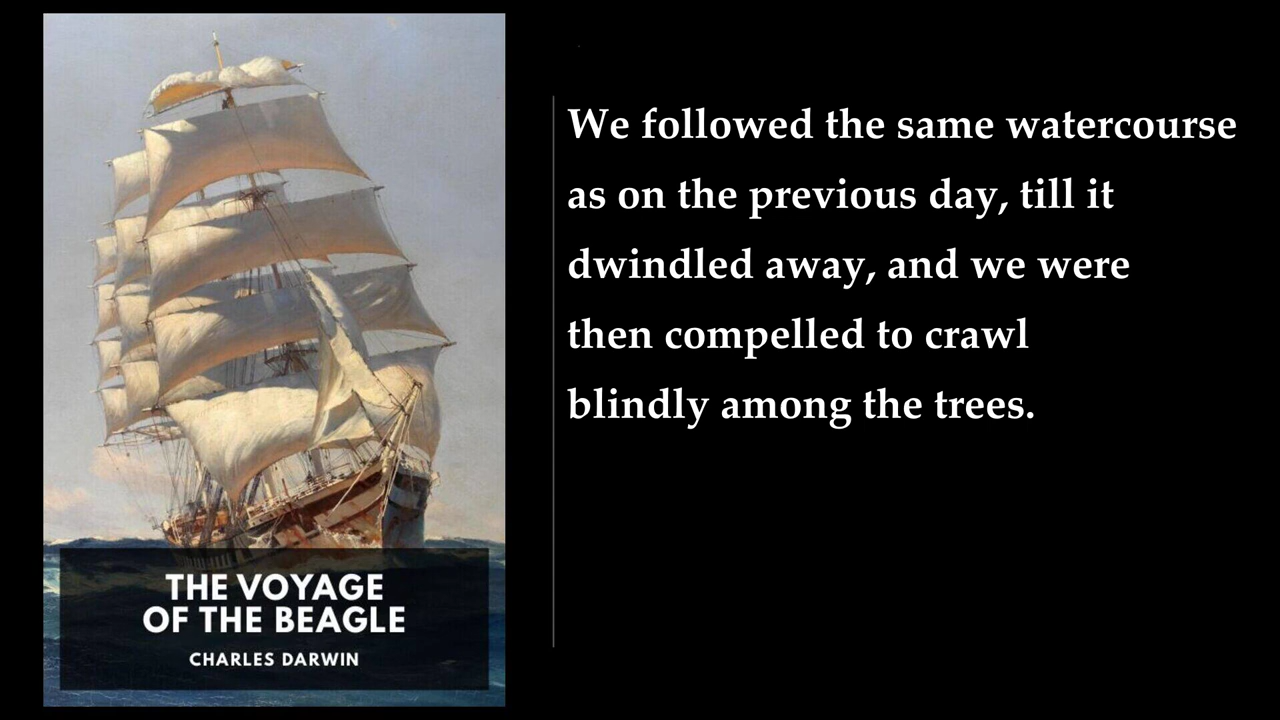 THE VOYAGE
OF THE BEAGLE
CHARLES DARWIN
We followed the same watercourse
as on the previous day, till it
dwindled away, and we were
then compelled to crawl
blindly among the trees.